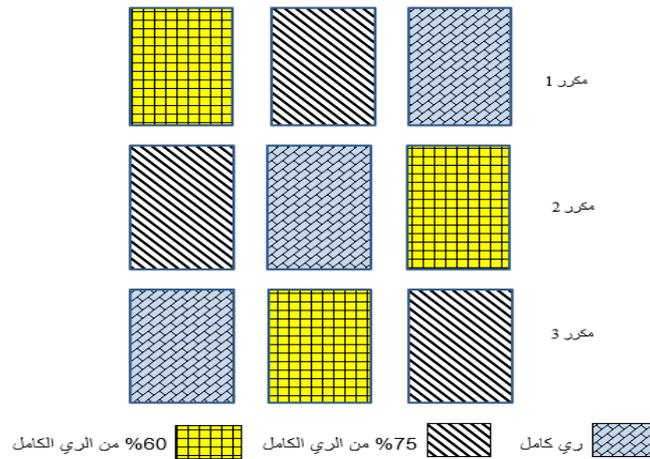 مكرر 1
مكرر 2
مكرر 3
ري كامل
75% من الري الكامل
60% من الري الكامل